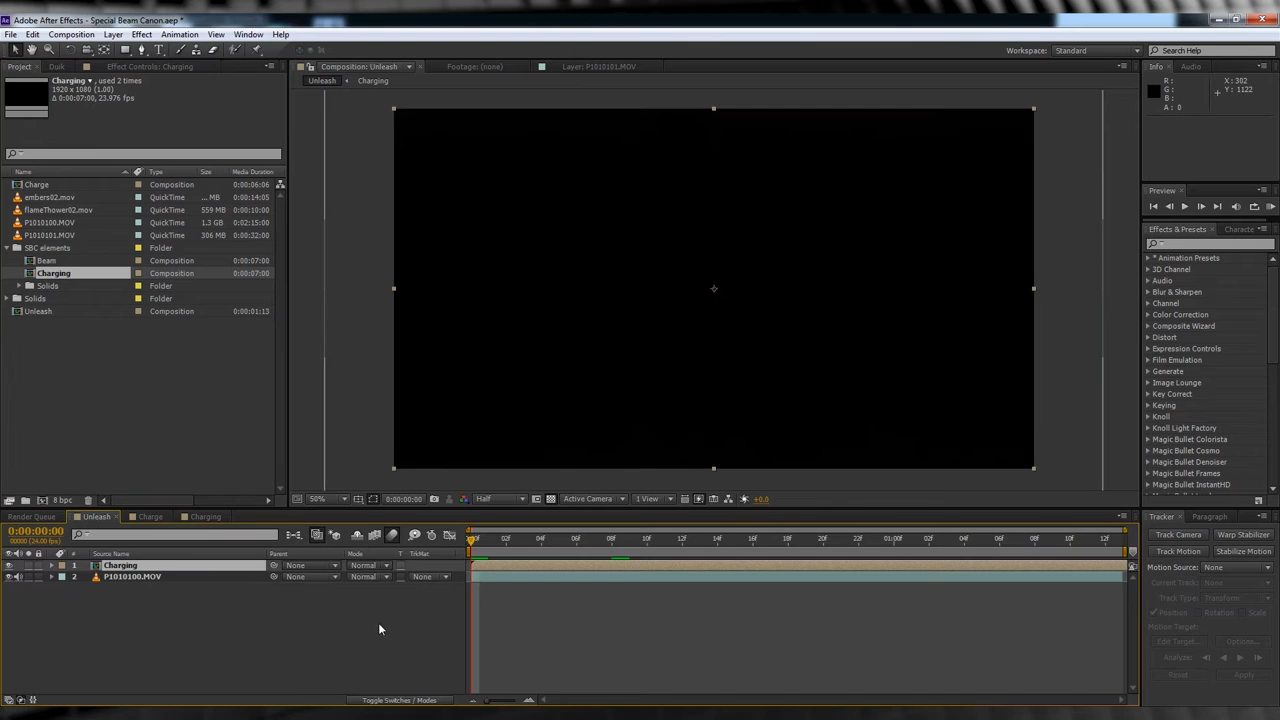 Adobe After Effects - Special Beam Canon.aep *
File Edit Composition Layer Effect Animation View Window Help
Workspace: Standard Search Help
Project Duik Effect Controls: Charging
Composition: Unleash Footage: (none) Layer: P1010101.MOV
Info Audio
Charging, used 2 times
1920 x 1080 (1.00)
Δ 0:00:07:00, 23.976 fps
Unleash Charging
R : X : 302
G : Y : 1122
B :
A : 0
Name Type Size Media Duration
Charge Composition 0:00:06:06
embers02.mov QuickTime ... MB 0:00:14:05
flameThower02.mov QuickTime 559 MB 0:00:10:00
P1010100.MOV QuickTime 1.3 GB 0:02:15:00
P1010101.MOV QuickTime 306 MB 0:00:32:00
SBC elements Folder
Beam Composition 0:00:07:00
Charging Composition 0:00:07:00
Solids Folder
Solids Folder
Unleash Composition 0:00:01:13
Preview
Effects & Presets Characte
* Animation Presets
3D Channel
Audio
Blur & Sharpen
Channel
Color Correction
Composite Wizard
Distort
Expression Controls
Film Emulation
Generate
Image Lounge
Key Correct
Keying
Knoll
Knoll Light Factory
Magic Bullet Colorista
Magic Bullet Cosmo
Magic Bullet Denoiser
Magic Bullet Frames
Magic Bullet InstantHD
8 bpc
50% 0:00:00:00 Half Active Camera 1 View +0.0
Render Queue Unleash Charge Charging
0:00:00:00
00000 (24.00 fps)
02f 04f 06f 08f 10f 12f 14f 16f 18f 20f 22f 01:00f 02f 04f 06f 08f 10f 12f
# Source Name Parent Mode T TrkMat
1 Charging None Normal
2 P1010100.MOV None Normal None
Toggle Switches / Modes
Tracker Paragraph
Track Camera Warp Stabilizer
Track Motion Stabilize Motion
Motion Source: None
Current Track: None
Track Type: Transform
Position Rotation Scale
Motion Target:
Edit Target... Options...
Analyze:
Reset Apply